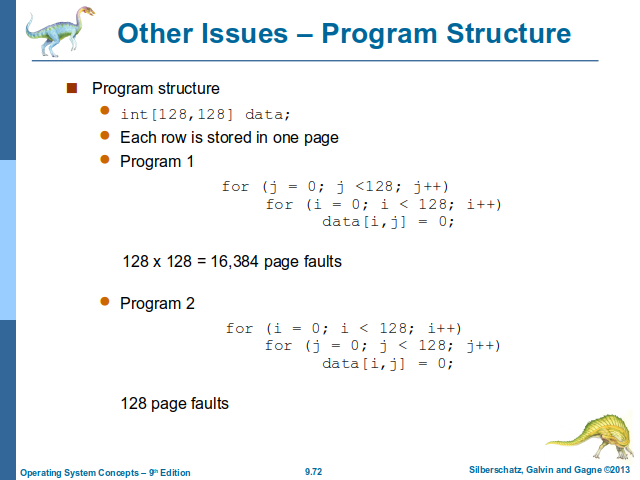 Other Issues – Program Structure
Program structure
int[128,128] data;
Each row is stored in one page
Program 1
for (j = 0; j <128; j++)
for (i = 0; i < 128; i++)
data[i,j] = 0;
128 x 128 = 16,384 page faults
Program 2
for (i = 0; i < 128; i++)
for (j = 0; j < 128; j++)
data[i,j] = 0;
128 page faults
Operating System Concepts – 9th Edition
9.72
Silberschatz, Galvin and Gagne ©2013